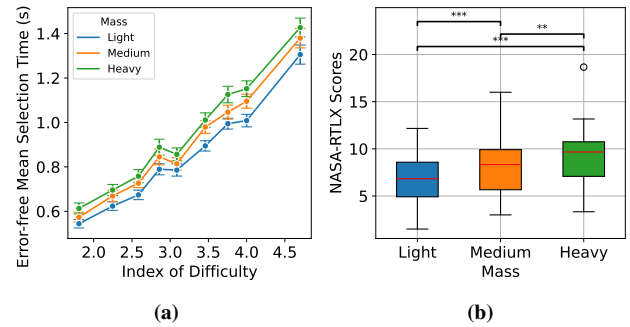 Error-free Mean Selection Time (s)
1.4
1.2
1.0
0.8
0.6
Mass
Light
Medium
Heavy
2.0 2.5 3.0 3.5 4.0 4.5
Index of Difficulty
(a)
NASA-RTLX Scores
20
15
10
5
***
**
***
Light Medium Heavy
Mass
(b)